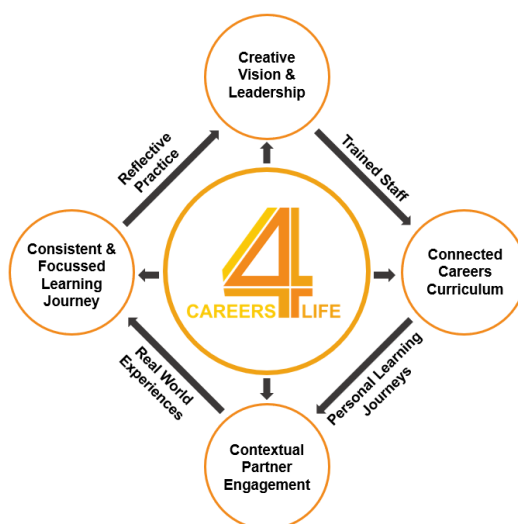 Creative
Vision &
Leadership
Reflective
Practice
Trained Staff
Consistent &
Focussed
Learning
Journey
4
CAREERS LIFE
Connected
Careers
Curriculum
Real World
Experiences
Personal Learning
Journeys
Contextual
Partner
Engagement